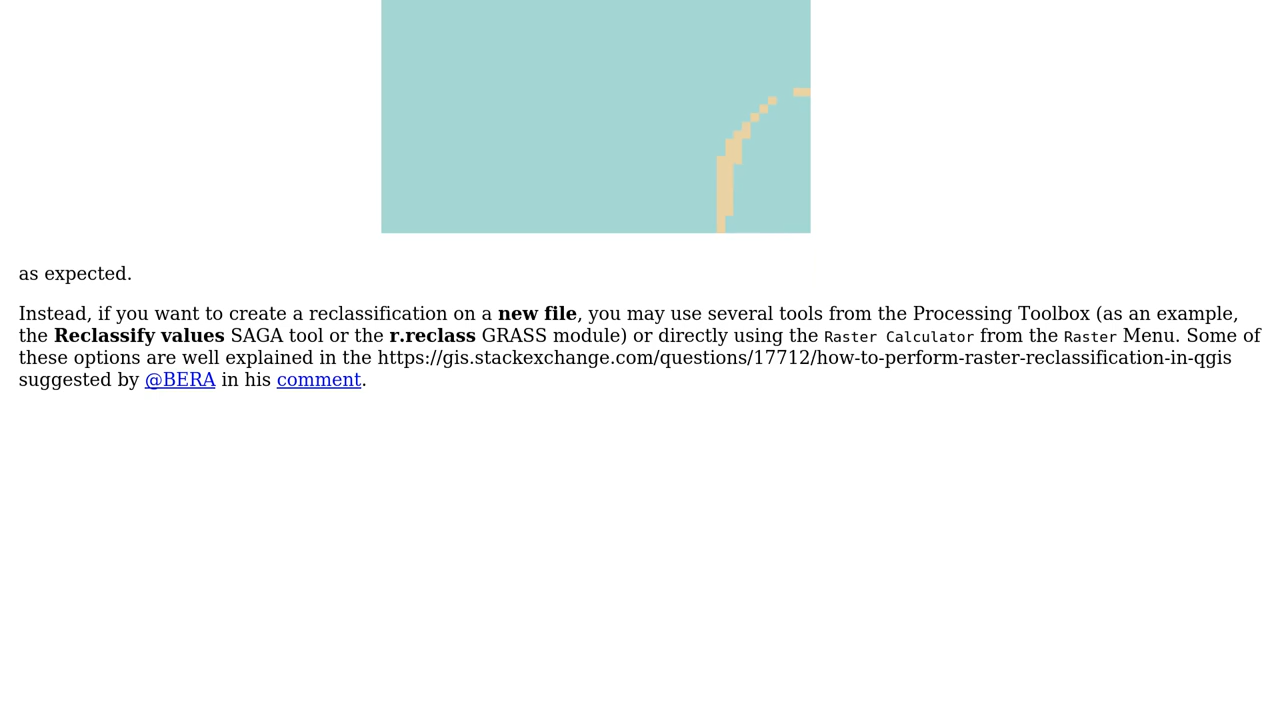 as expected.
Instead, if you want to create a reclassification on a new file, you may use several tools from the Processing Toolbox (as an example,
the Reclassify values SAGA tool or the r.reclass GRASS module) or directly using the Raster Calculator from the Raster Menu. Some of
these options are well explained in the https://gis.stackexchange.com/questions/17712/how-to-perform-raster-reclassification-in-qgis
suggested by @BERA in his comment.